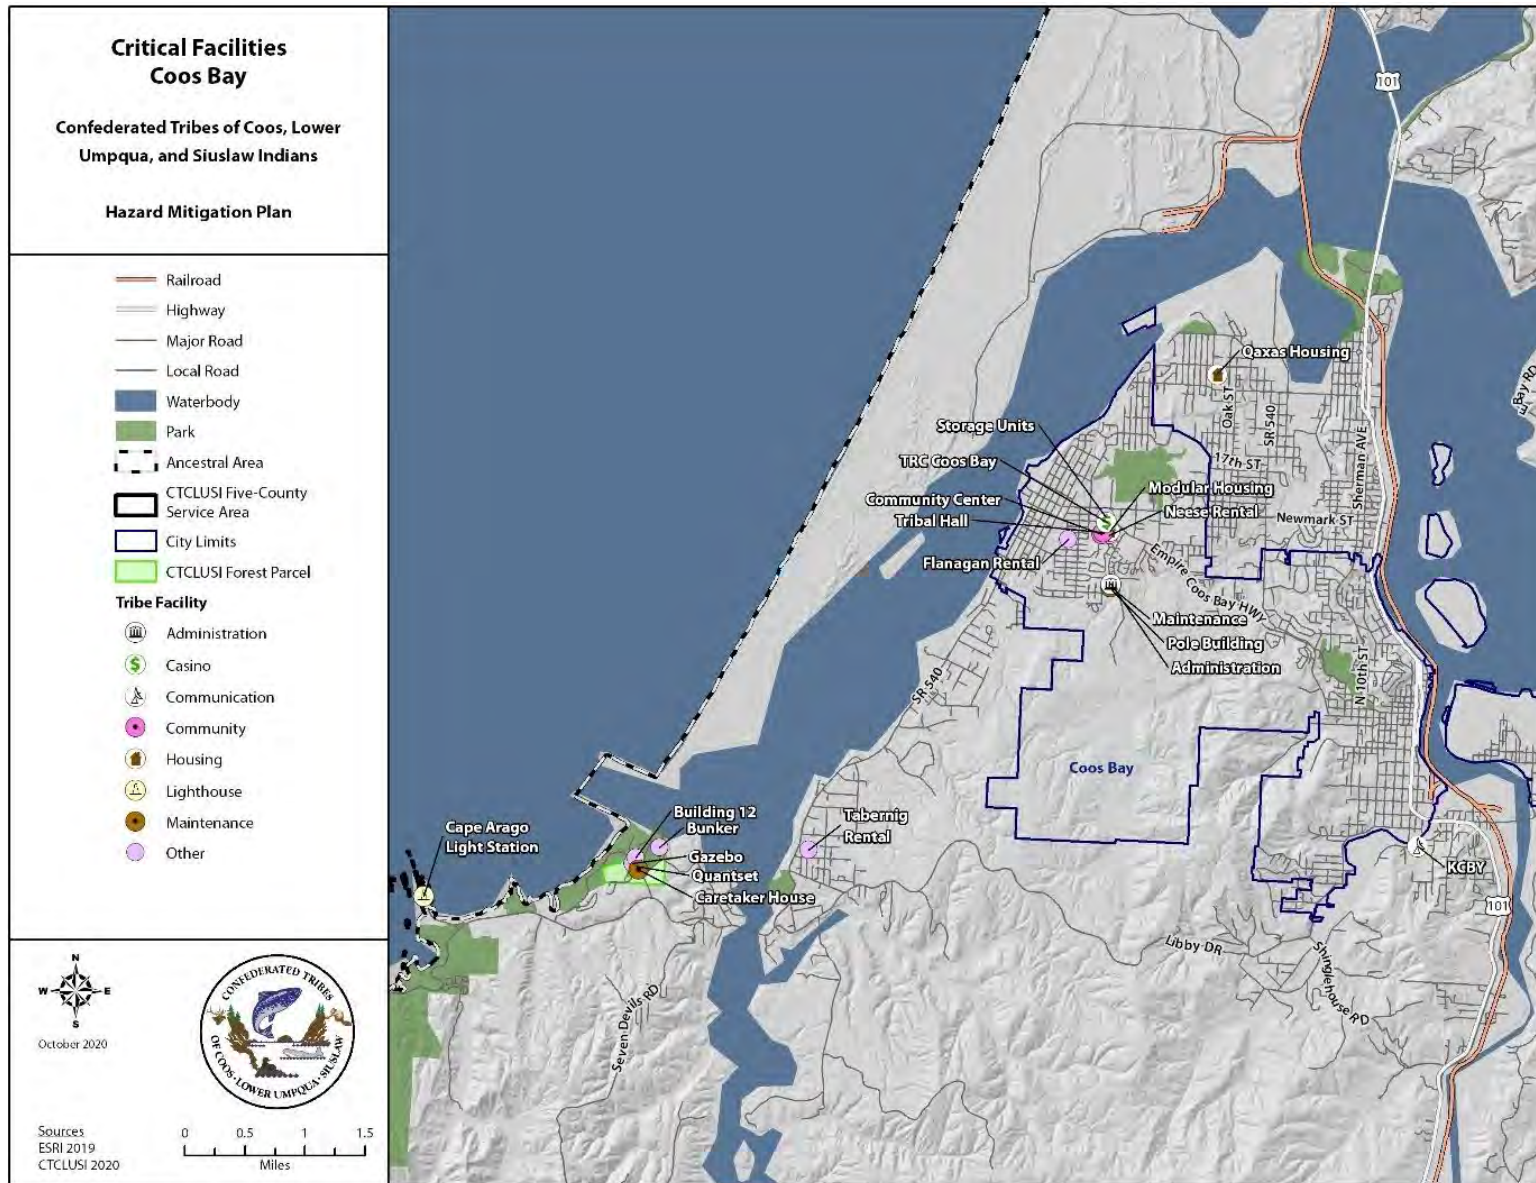 Critical Facilities
Coos Bay
Confederated Tribes of Coos, Lower
Umpqua, and Siuslaw Indians
Hazard Mitigation Plan
Railroad
Highway
Major Road
Local Road
Waterbody
Park
Ancestral Area
CTCLUSI Five-County
Service Area
City Limits
CTCLUSI Forest Parcel
Tribe Facility
Administration
$ Casino
Communication
Community
Housing
Lighthouse
Maintenance
Other
N
W E
S
October 2020
CONFEDERATED TRIBES
OF COOS · LOWER UMPQUA · SIUSLAW
Sources
ESRI 2019
CTCLUSI 2020
0 0.5 1 1.5
Miles
101
Qaxas Housing
E Bay RD
Oak ST
SR 540
Sherman AVE
Storage Units
17th ST
TRC Coos Bay
Modular Housing
Community Center
Neese Rental
Newmark ST
Tribal Hall
$
Flanagan Rental
Empire Coos Bay HWY
Maintenance
Pole Building
Administration
N 10th ST
SR 540
Coos Bay
Building 12
Bunker
Tabernig
Rental
Cape Arago
Light Station
Gazebo
Quantset
Caretaker House
KCBY
101
Libby DR
Shinglehouse RD
Seven Devils RD